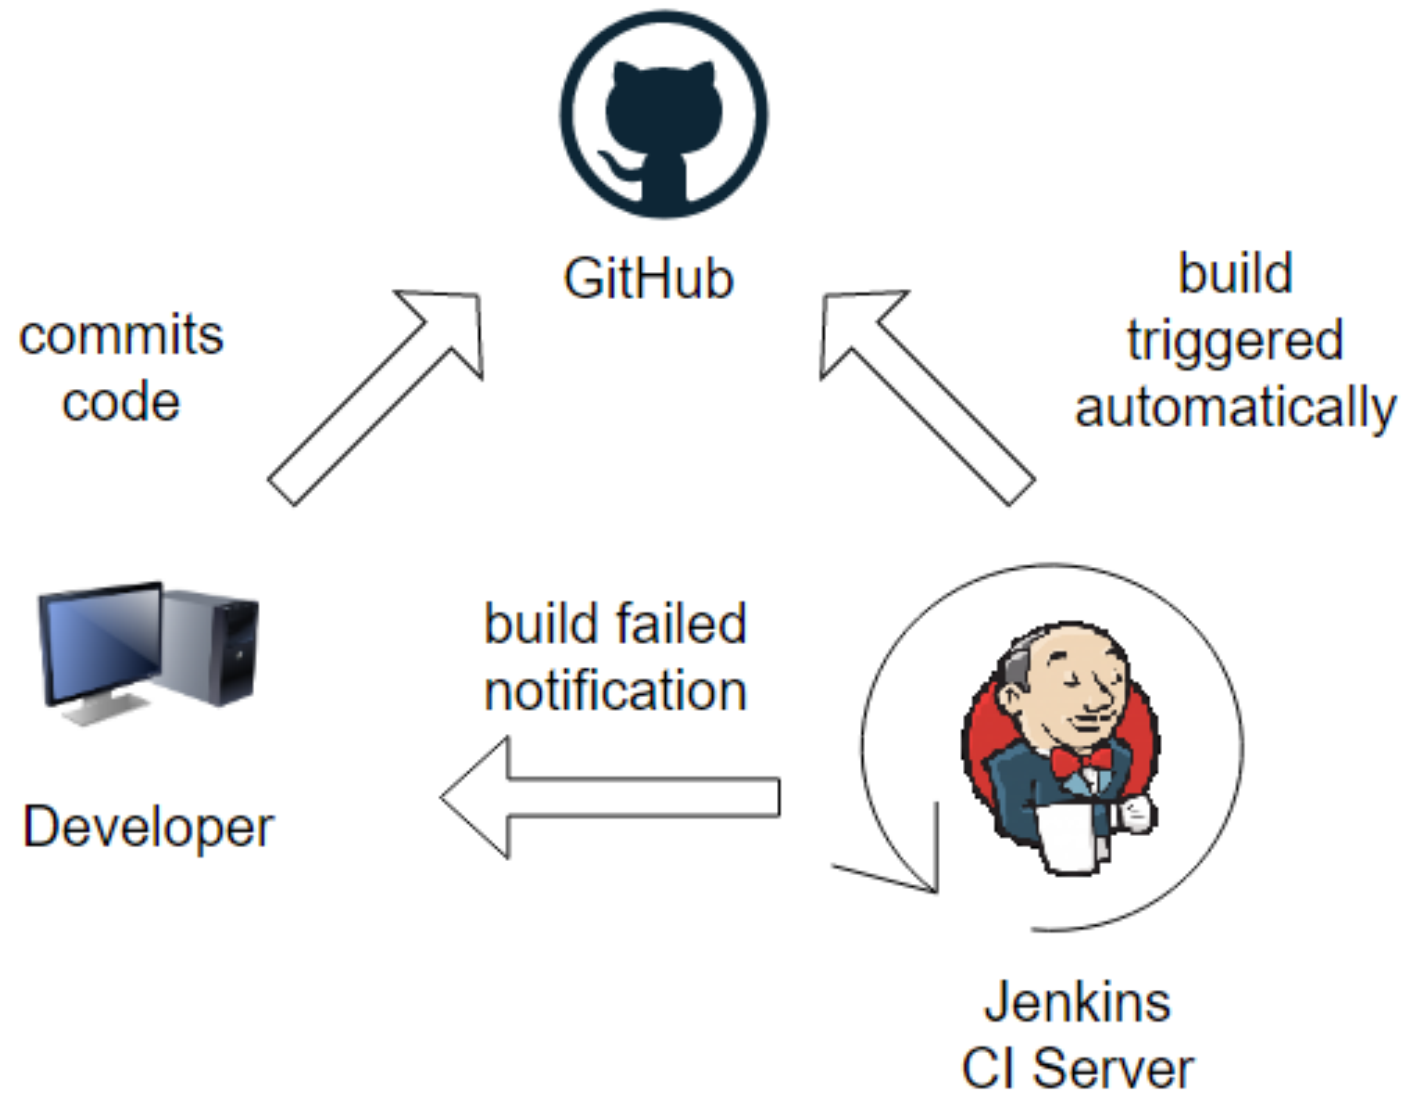 GitHub
commits
code
build
triggered
automatically
build failed
notification
Developer
Jenkins
CI Server